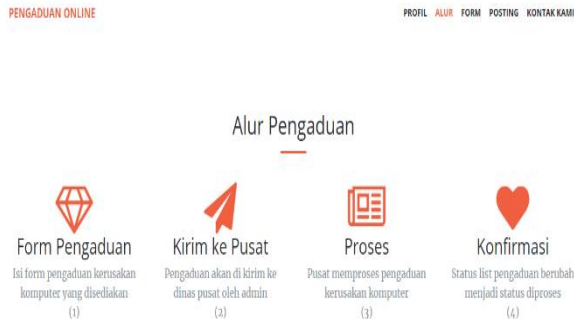 PENGADUAN ONLINE
PROFIL ALUR FORM POSTING KONTAK KAMI
Alur Pengaduan
Form Pengaduan
Isi form pengaduan kerusakan
komputer yang disediakan
(1)
Kirim ke Pusat
Pengaduan akan di kirim ke
dinas pusat oleh admin
(2)
Proses
Pusat memproses pengaduan
kerusakan komputer
(3)
Konfirmasi
Status list pengaduan berubah
menjadi status diproses
(4)